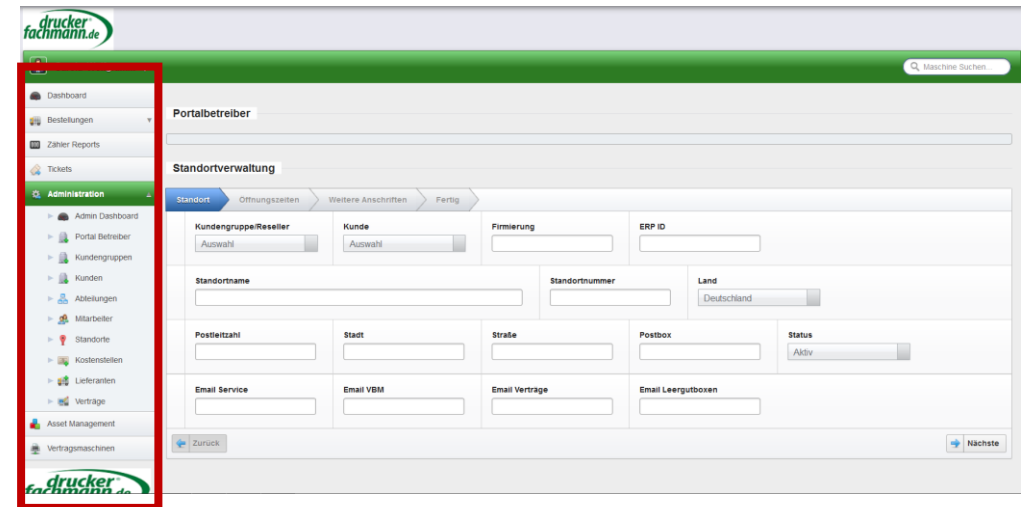 drucker
fachmann.de
Maschine Suchen...
Dashboard
Bestellungen
Zähler Reports
Tickets
Administration
Admin Dashboard
Portal Betreiber
Kundengruppen
Kunden
Abteilungen
Mitarbeiter
Standorte
Kostenstellen
Lieferanten
Verträge
Asset Management
Vertragsmaschinen
drucker
fachmann.de
Portalbetreiber
Standortverwaltung
Standort Öffnungszeiten Weitere Anschriften Fertig
Kundengruppe/Reseller Kunde Firmierung ERP ID
Auswahl Auswahl
Standortname Standortnummer Land
Deutschland
Postleitzahl Stadt Straße Postbox Status
Aktiv
Email Service Email VBM Email Verträge Email Leergutboxen
Zurück Nächste